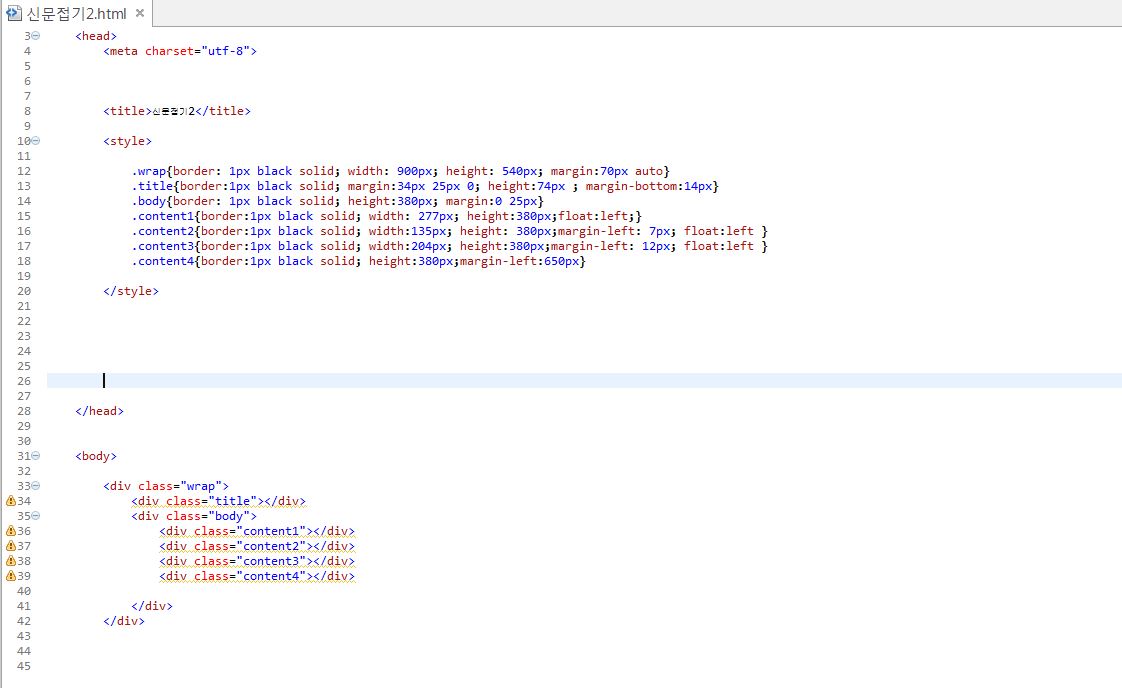 신문접기2.html
3 <head>
4 <meta charset="utf-8">
5
6
7
8 <title>신문접기2</title>
9
10 <style>
11
12 .wrap{border: 1px black solid; width: 900px; height: 540px; margin:70px auto}
13 .title{border:1px black solid; margin:34px 25px 0; height:74px ; margin-bottom:14px}
14 .body{border: 1px black solid; height:380px; margin:0 25px}
15 .content1{border:1px black solid; width: 277px; height:380px;float:left;}
16 .content2{border:1px black solid; width:135px; height: 380px;margin-left: 7px; float:left }
17 .content3{border:1px black solid; width:204px; height:380px;margin-left: 12px; float:left }
18 .content4{border:1px black solid; height:380px;margin-left:650px}
19
20 </style>
21
22
23
24
25
26
27
28 </head>
29
30
31 <body>
32
33 <div class="wrap">
34 <div class="title"></div>
35 <div class="body">
36 <div class="content1"></div>
37 <div class="content2"></div>
38 <div class="content3"></div>
39 <div class="content4"></div>
40
41 </div>
42 </div>
43
44
45